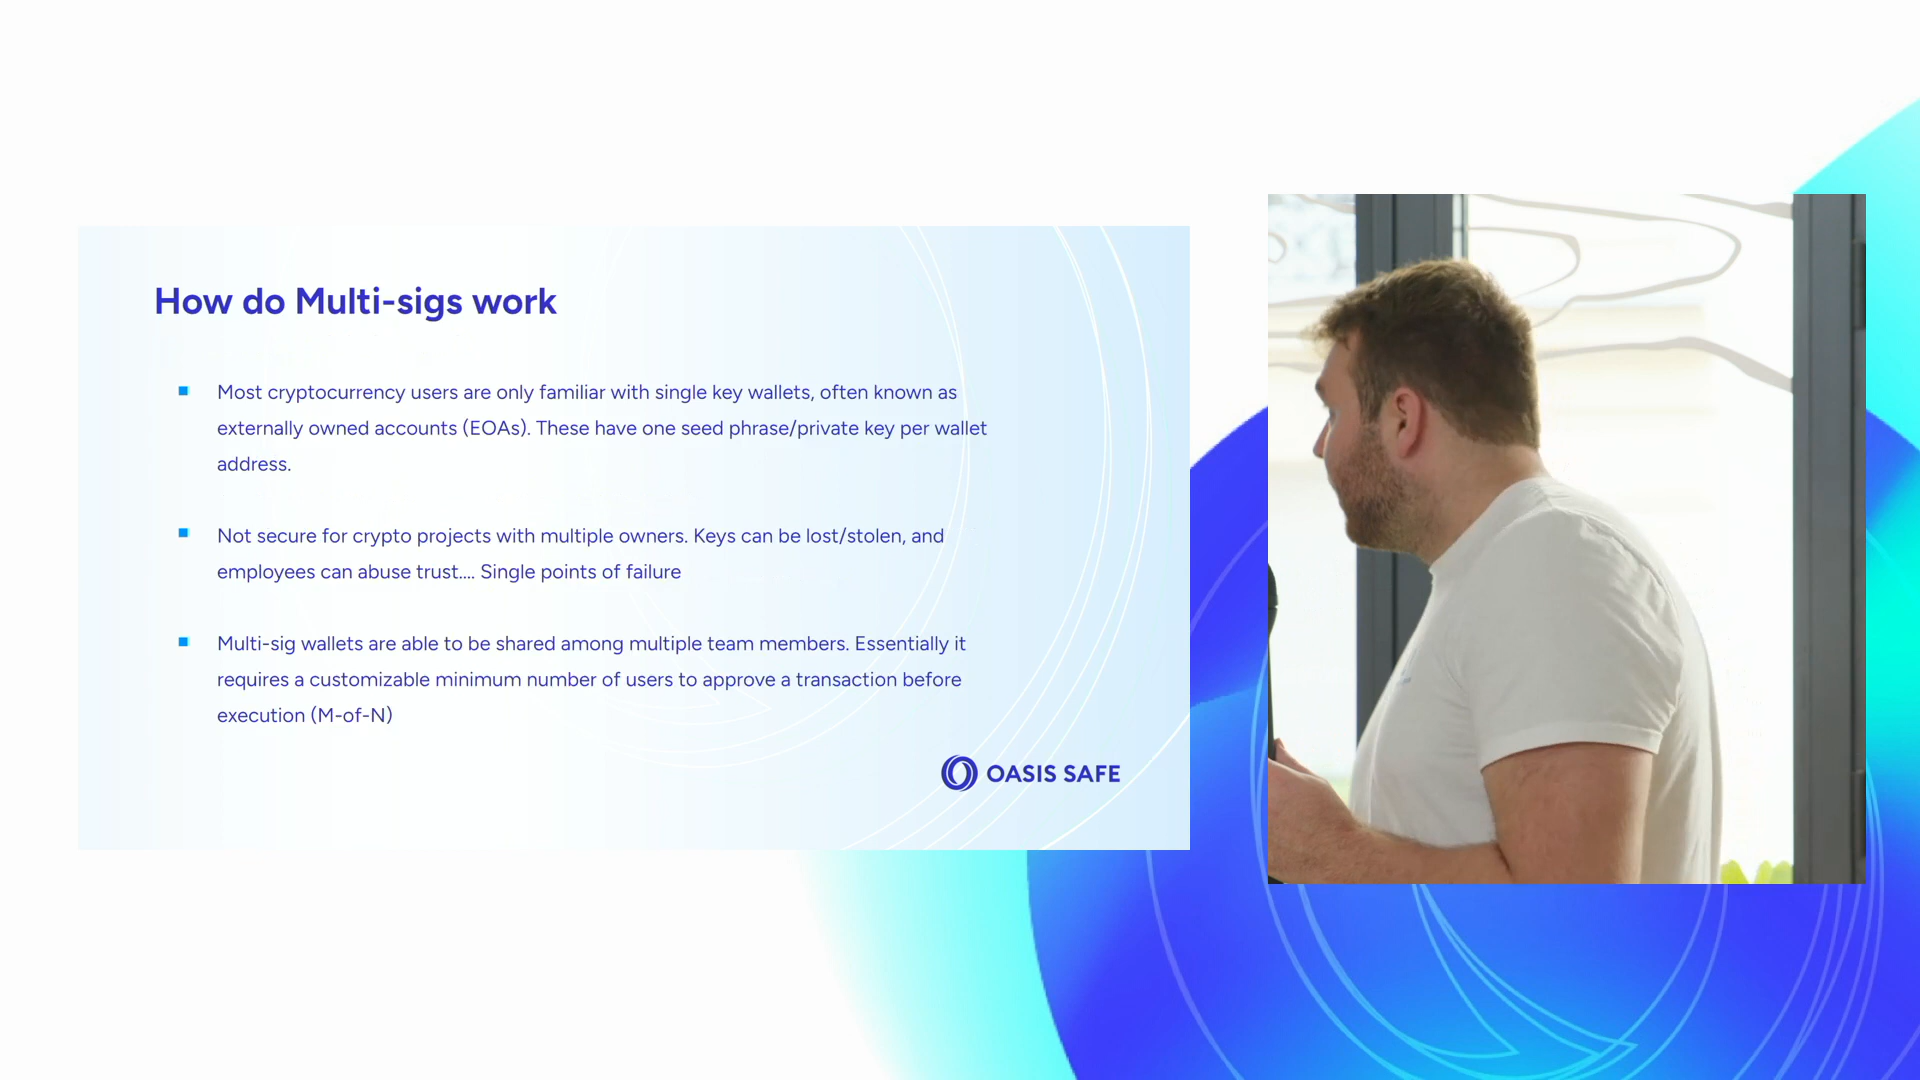 How do Multi-sigs work
Most cryptocurrency users are only familiar with single key wallets, often known as
externally owned accounts (EOAs). These have one seed phrase/private key per wallet
address.
Not secure for crypto projects with multiple owners. Keys can be lost/stolen, and
employees can abuse trust.... Single points of failure
Multi-sig wallets are able to be shared among multiple team members. Essentially it
requires a customizable minimum number of users to approve a transaction before
execution (M-of-N)
OASIS SAFE